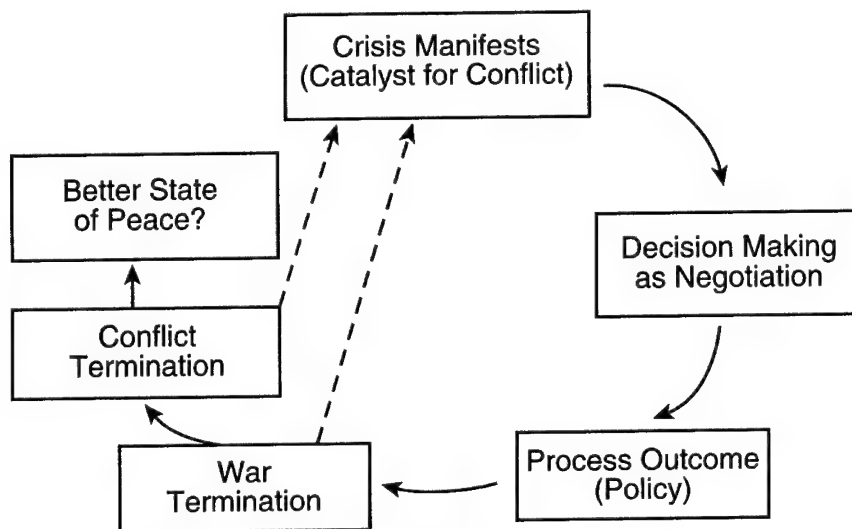 Crisis Manifests
(Catalyst for Conflict)
Better State
of Peace?
Decision Making
as Negotiation
Conflict
Termination
Process Outcome
(Policy)
War
Termination